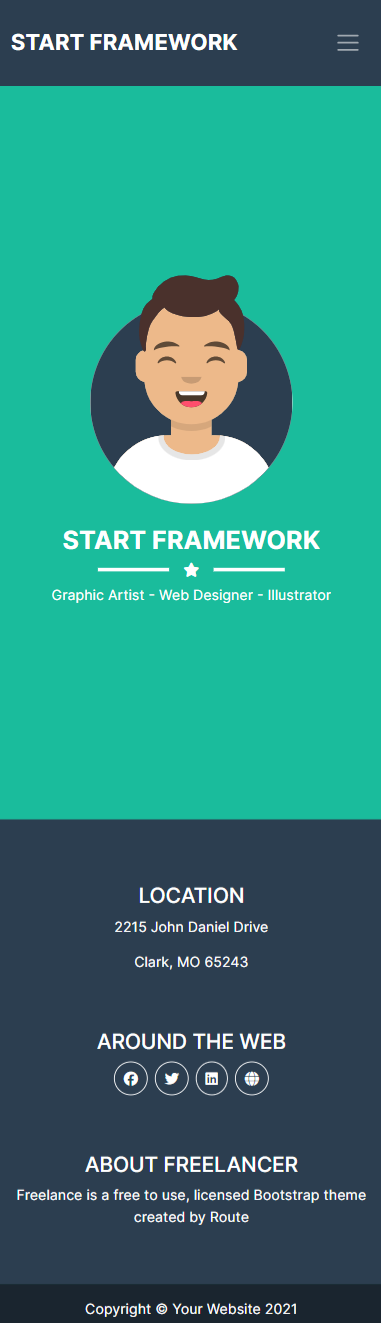 START FRAMEWORK
START FRAMEWORK
Graphic Artist - Web Designer - Illustrator
LOCATION
2215 John Daniel Drive
Clark, MO 65243
AROUND THE WEB
ABOUT FREELANCER
Freelance is a free to use, licensed Bootstrap theme
created by Route
Copyright © Your Website 2021